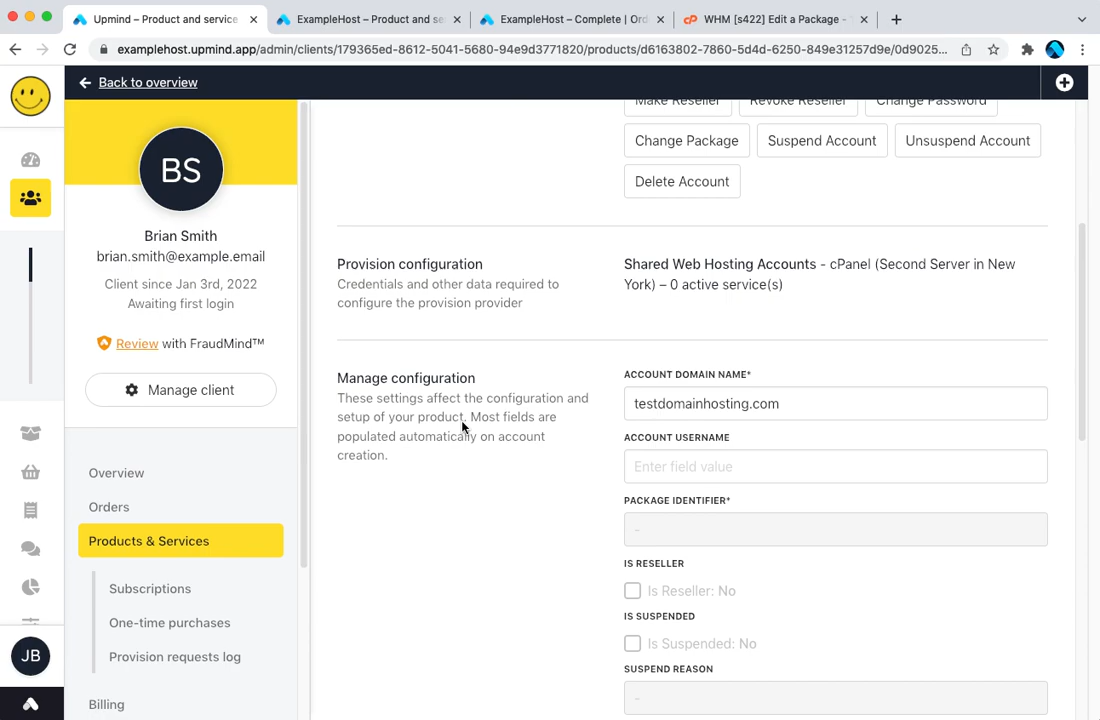 Upmind – Product and service
ExampleHost – Product and se
ExampleHost – Complete | Ord
WHM [s422] Edit a Package -
examplehost.upmind.app/admin/clients/179365ed-8612-5041-5680-94e9d3771820/products/d6163802-7860-5d4d-6250-849e31257d9e/0d9025...
Back to overview
Make Reseller
Revoke Reseller
Change Password
Change Package
Suspend Account
Unsuspend Account
Delete Account
BS
Brian Smith
brian.smith@example.email
Client since Jan 3rd, 2022
Awaiting first login
Review with FraudMind™
Manage client
Overview
Orders
Products & Services
Subscriptions
One-time purchases
Provision requests log
Billing
JB
Provision configuration
Credentials and other data required to
configure the provision provider
Shared Web Hosting Accounts - cPanel (Second Server in New
York) – 0 active service(s)
Manage configuration
These settings affect the configuration and
setup of your product. Most fields are
populated automatically on account
creation.
ACCOUNT DOMAIN NAME*
testdomainhosting.com
ACCOUNT USERNAME
Enter field value
PACKAGE IDENTIFIER*
-
IS RESELLER
Is Reseller: No
IS SUSPENDED
Is Suspended: No
SUSPEND REASON
-